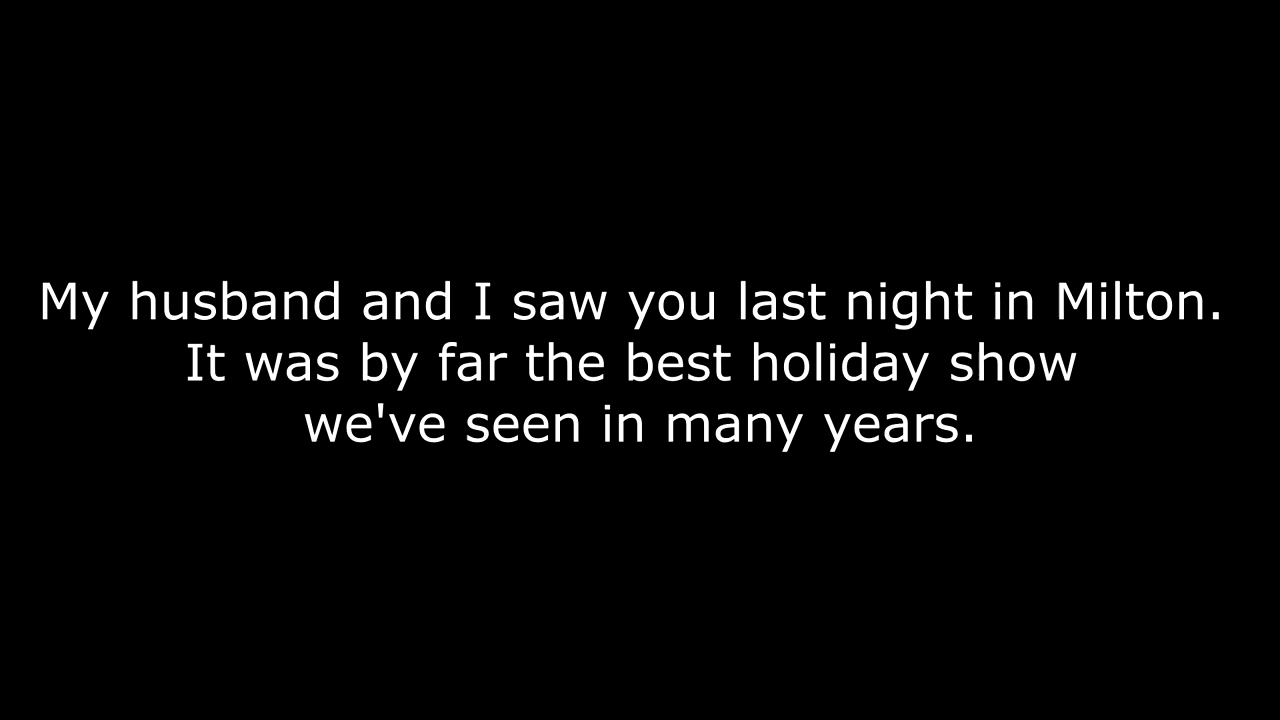 My husband and I saw you last night in Milton.
It was by far the best holiday show
we've seen in many years.